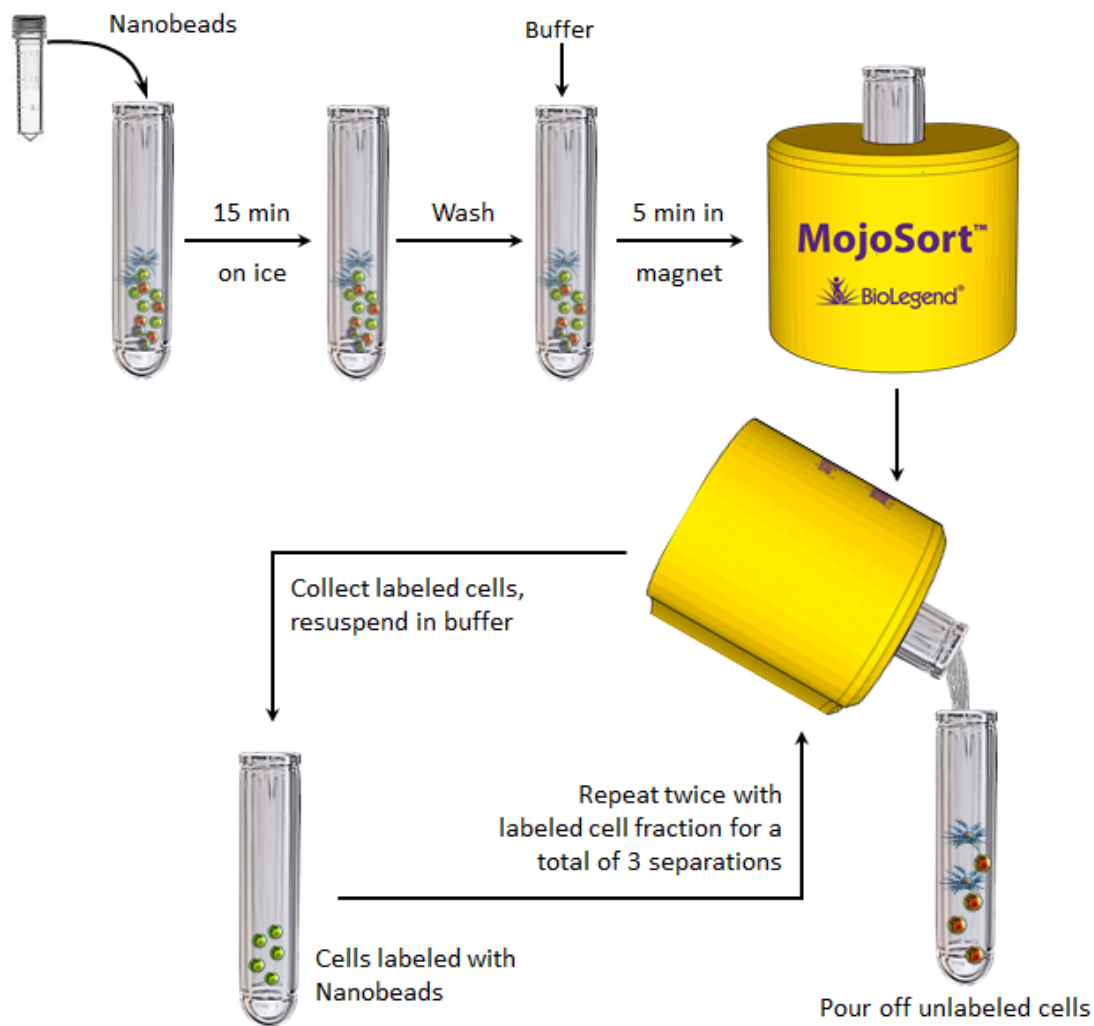 Nanobeads
Buffer
15 min
on ice
Wash
5 min in
magnet
MojoSort™
BioLegend®
Collect labeled cells,
resuspend in buffer
Repeat twice with
labeled cell fraction for a
total of 3 separations
Cells labeled with
Nanobeads
Pour off unlabeled cells